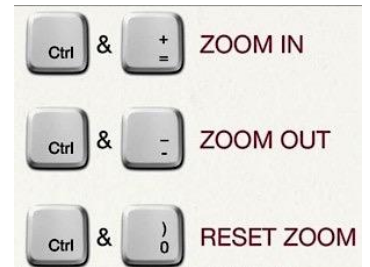 Ctrl & + = ZOOM IN
Ctrl & _ - ZOOM OUT
Ctrl & ) 0 RESET ZOOM